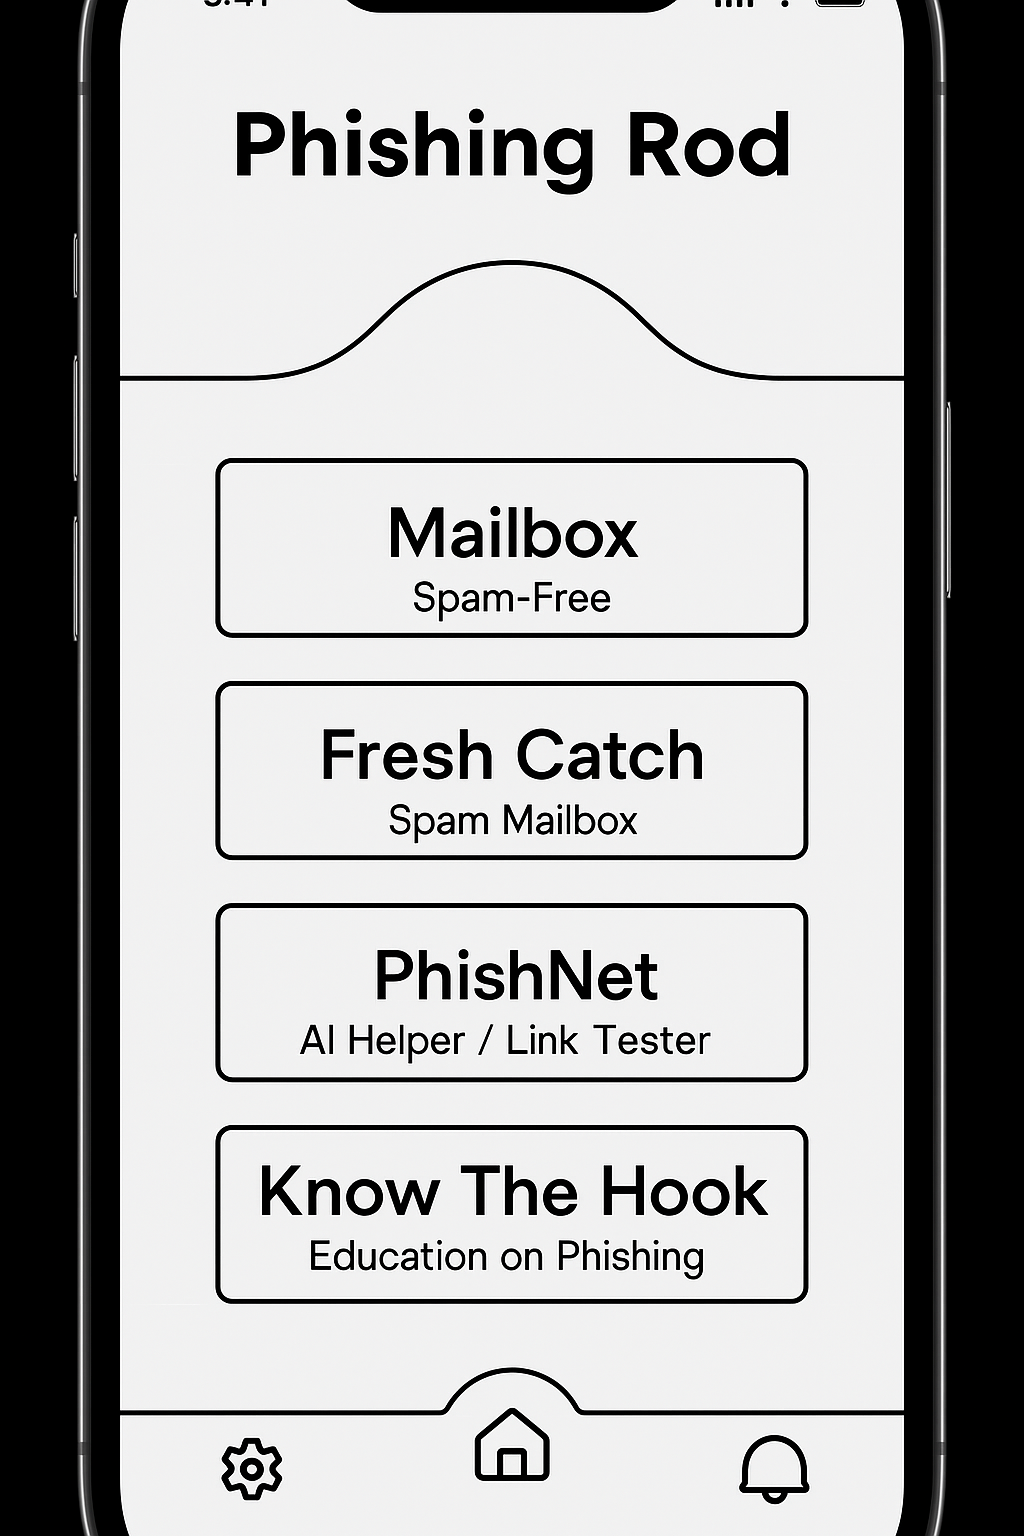 Phishing Rod
Mailbox
Spam-Free
Fresh Catch
Spam Mailbox
PhishNet
AI Helper / Link Tester
Know The Hook
Education on Phishing